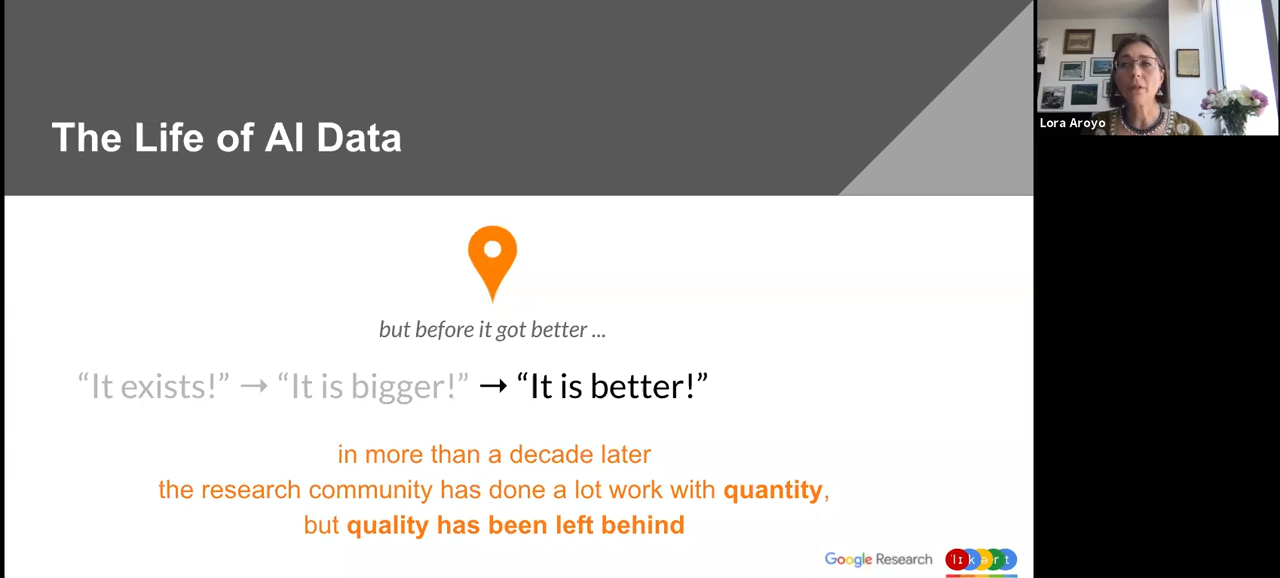 The Life of AI Data
Lora Aroyo
but before it got better ...
“It exists!” → “It is bigger!” → “It is better!”
in more than a decade later
the research community has done a lot work with quantity,
but quality has been left behind
Google Research
'lɪkərt